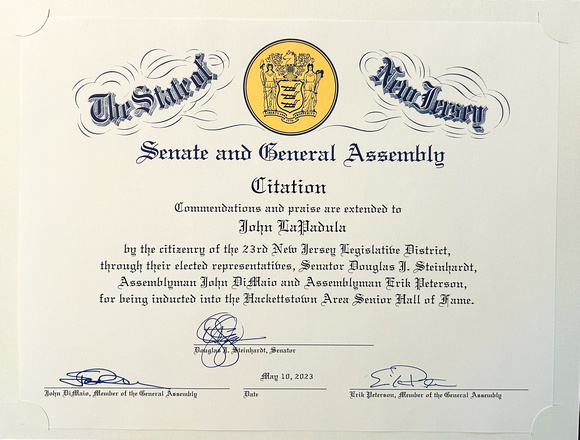 The State of New Jersey
Senate and General Assembly
Citation
Commendations and praise are extended to
John LaPadula
by the citizenry of the 23rd New Jersey Legislative District,
through their elected representatives, Senator Douglas J. Steinhardt,
Assemblyman John DiMaio and Assemblyman Erik Peterson,
for being inducted into the Hackettstown Area Senior Hall of Fame.
Douglas J. Steinhardt, Senator
May 10, 2023
John DiMaio, Member of the General Assembly
Date
Erik Peterson, Member of the General Assembly